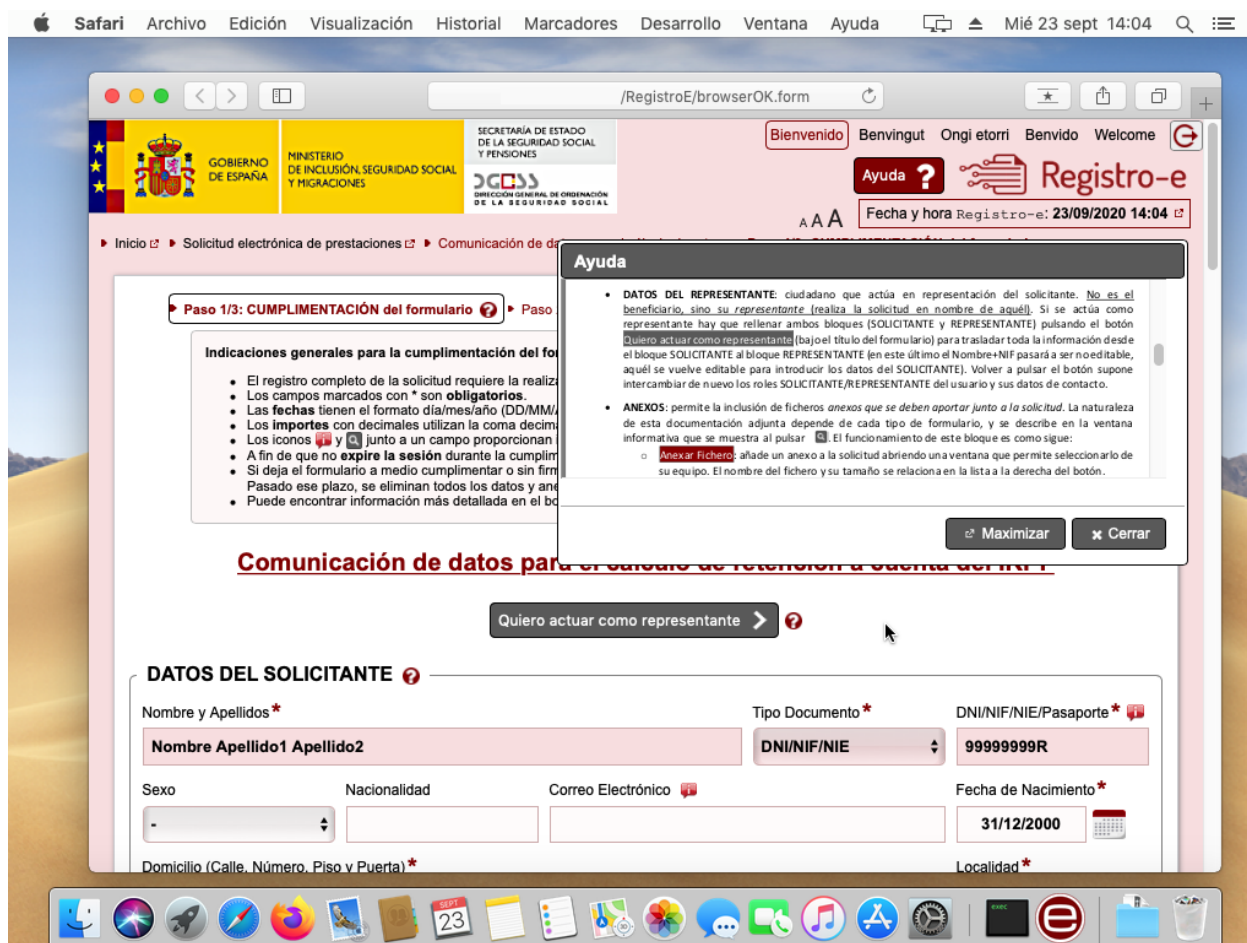 Safari Archivo Edición Visualización Historial Marcadores Desarrollo Ventana Ayuda Mié 23 sept 14:04
/RegistroE/browserOK.form
GOBIERNO
DE ESPAÑA
MINISTERIO
DE INCLUSIÓN, SEGURIDAD SOCIAL
Y MIGRACIONES
SECRETARÍA DE ESTADO
DE LA SEGURIDAD SOCIAL
Y PENSIONES
DGOSS
DIRECCIÓN GENERAL DE ORDENACIÓN
DE LA SEGURIDAD SOCIAL
Bienvenido Benvingut Ongi etorri Benvido Welcome
Ayuda ? Registro-e
A A A Fecha y hora Registro-e: 23/09/2020 14:04
Inicio Solicitud electrónica de prestaciones Comunicación de da
Ayuda
• DATOS DEL REPRESENTANTE: ciudadano que actúa en representación del solicitante. No es el
beneficiario, sino su representante (realiza la solicitud en nombre de aquél). Si se actúa como
representante hay que rellenar ambos bloques (SOLICITANTE y REPRESENTANTE) pulsando el botón
Quiero actuar como representante (bajo el título del formulario) para trasladar toda la información desde
el bloque SOLICITANTE al bloque REPRESENTANTE (en este último el Nombre+NIF pasará a ser no editable,
aquél se vuelve editable para introducir los datos del SOLICITANTE). Volver a pulsar el botón supone
intercambiar de nuevo los roles SOLICITANTE/REPRESENTANTE del usuario y sus datos de contacto.
• ANEXOS: permite la inclusión de ficheros anexos que se deben aportar junto a la solicitud. La naturaleza
de esta documentación adjunta depende de cada tipo de formulario, y se describe en la ventana
informativa que se muestra al pulsar . El funcionamiento de este bloque es como sigue:
○ Anexar Fichero: añade un anexo a la solicitud abriendo una ventana que permite seleccionarlo de
su equipo. El nombre del fichero y su tamaño se relaciona en la lista a la derecha del botón.
Maximizar Cerrar
Paso 1/3: CUMPLIMENTACIÓN del formulario ? Paso
Indicaciones generales para la cumplimentación del fo
• El registro completo de la solicitud requiere la realiza
• Los campos marcados con * son obligatorios.
• Las fechas tienen el formato día/mes/año (DD/MM/
• Los importes con decimales utilizan la coma decima
• Los iconos y junto a un campo proporcionan
• A fin de que no expire la sesión durante la cumplim
• Si deja el formulario a medio cumplimentar o sin firm
Pasado ese plazo, se eliminan todos los datos y ane
• Puede encontrar información más detallada en el bo
Comunicación de datos para el cálculo de retención a cuenta del IRPF
Quiero actuar como representante ?
DATOS DEL SOLICITANTE ?
Nombre y Apellidos* Tipo Documento* DNI/NIF/NIE/Pasaporte*
Nombre Apellido1 Apellido2 DNI/NIF/NIE 99999999R
Sexo Nacionalidad Correo Electrónico Fecha de Nacimiento*
- 31/12/2000
Domicilio (Calle, Número, Piso y Puerta)* Localidad*
SEPT
23
exec